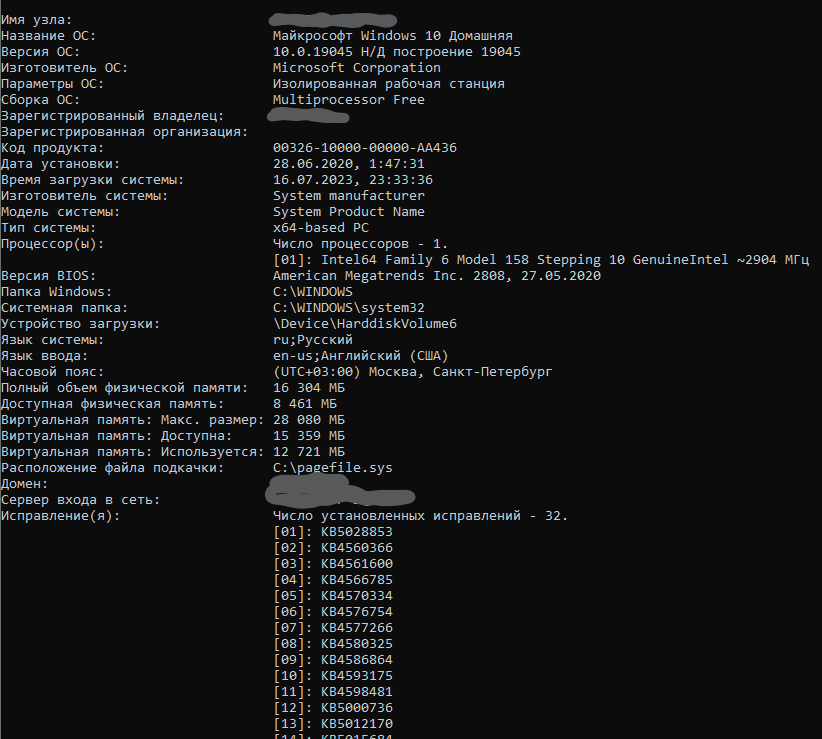 Имя узла:
Название ОС: Майкрософт Windows 10 Домашняя
Версия ОС: 10.0.19045 Н/Д построение 19045
Изготовитель ОС: Microsoft Corporation
Параметры ОС: Изолированная рабочая станция
Сборка ОС: Multiprocessor Free
Зарегистрированный владелец:
Зарегистрированная организация:
Код продукта: 00326-10000-00000-AA436
Дата установки: 28.06.2020, 1:47:31
Время загрузки системы: 16.07.2023, 23:33:36
Изготовитель системы: System manufacturer
Модель системы: System Product Name
Тип системы: x64-based PC
Процессор(ы): Число процессоров - 1.
[01]: Intel64 Family 6 Model 158 Stepping 10 GenuineIntel ~2904 МГц
Версия BIOS: American Megatrends Inc. 2808, 27.05.2020
Папка Windows: C:\WINDOWS
Системная папка: C:\WINDOWS\system32
Устройство загрузки: \Device\HarddiskVolume6
Язык системы: ru;Русский
Язык ввода: en-us;Английский (США)
Часовой пояс: (UTC+03:00) Москва, Санкт-Петербург
Полный объем физической памяти: 16 304 МБ
Доступная физическая память: 8 461 МБ
Виртуальная память: Макс. размер: 28 080 МБ
Виртуальная память: Доступна: 15 359 МБ
Виртуальная память: Используется: 12 721 МБ
Расположение файла подкачки: C:\pagefile.sys
Домен:
Сервер входа в сеть:
Исправление(я): Число установленных исправлений - 32.
[01]: KB5028853
[02]: KB4560366
[03]: KB4561600
[04]: KB4566785
[05]: KB4570334
[06]: KB4576754
[07]: KB4577266
[08]: KB4580325
[09]: KB4586864
[10]: KB4593175
[11]: KB4598481
[12]: KB5000736
[13]: KB5012170